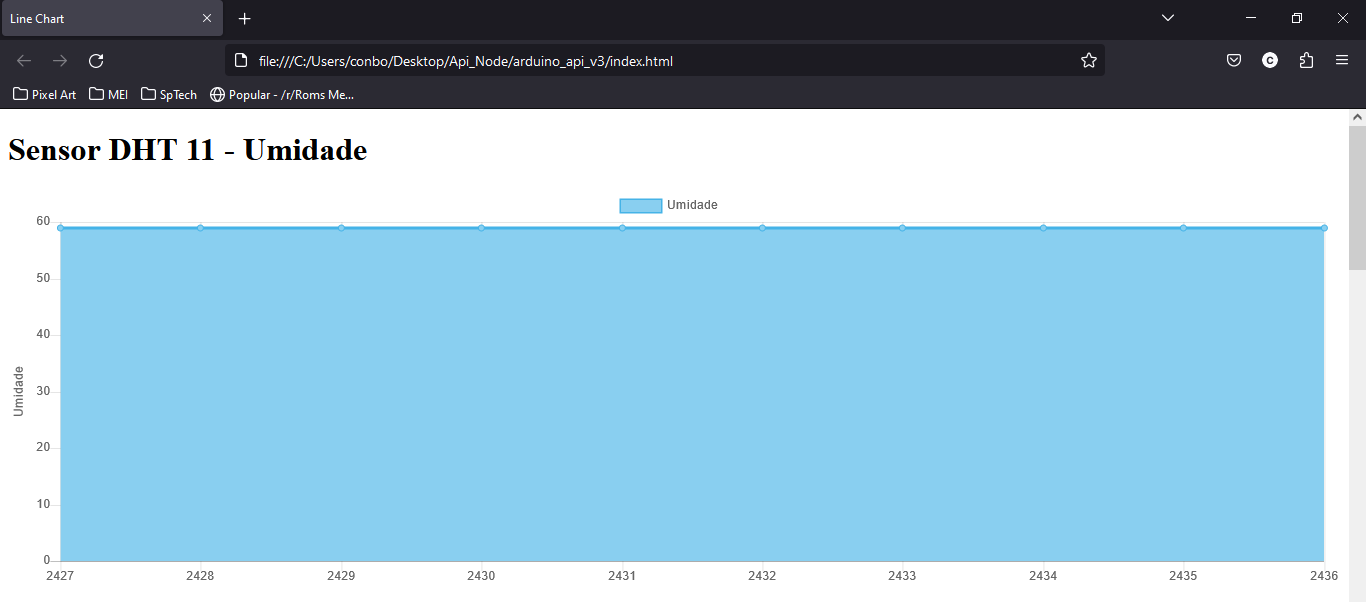 Line Chart
file:///C:/Users/conbo/Desktop/Api_Node/arduino_api_v3/index.html
C
Pixel Art MEI SpTech Popular - /r/Roms Me...
Sensor DHT 11 - Umidade
Umidade
60
50
40
30
20
10
0
Umidade
2427 2428 2429 2430 2431 2432 2433 2434 2435 2436